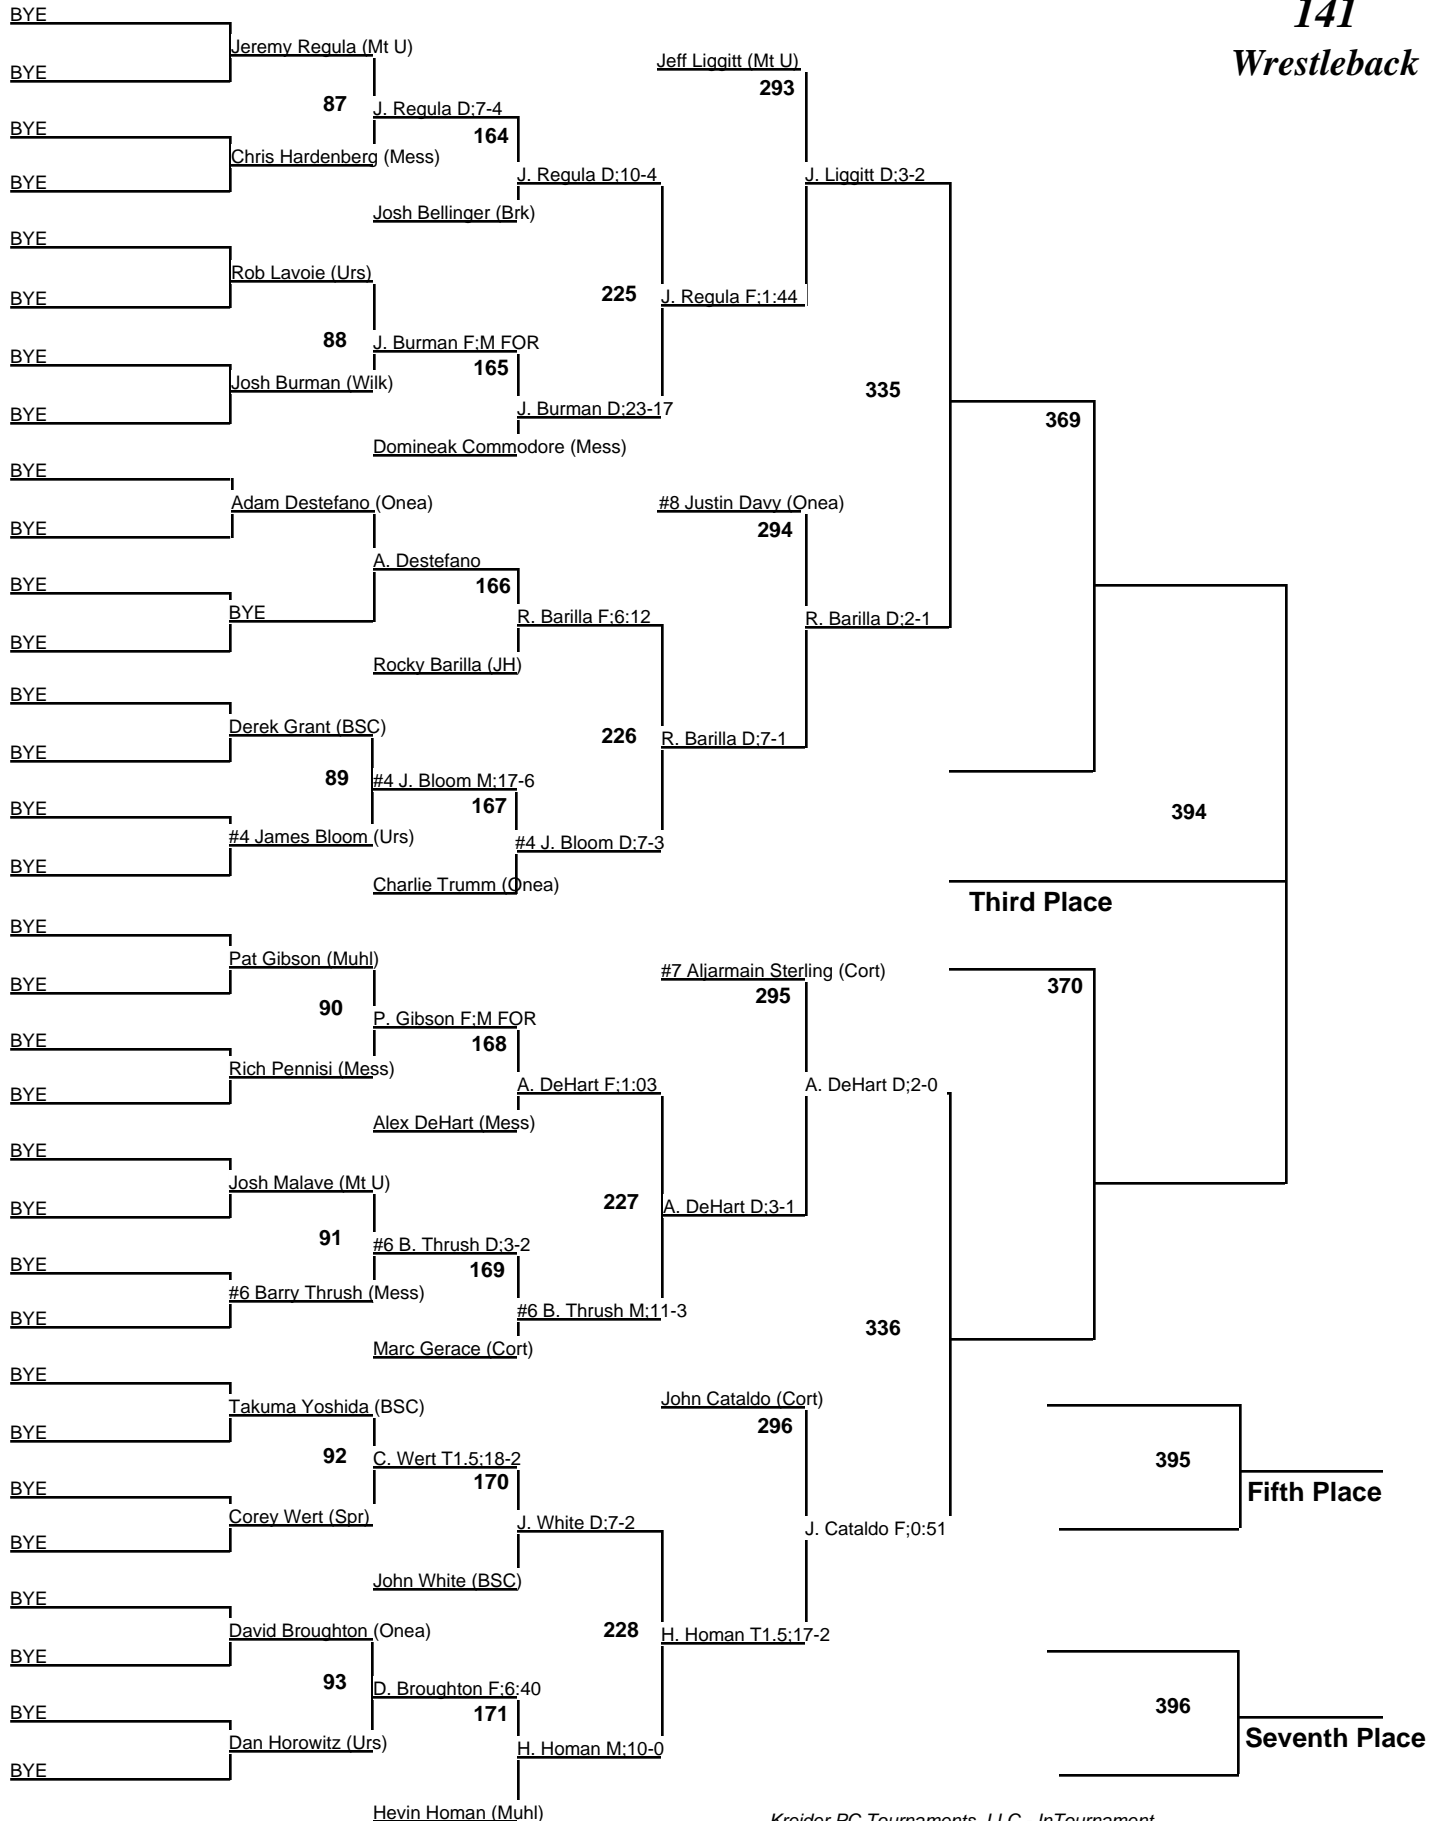 141
Wrestleback
BYE
Jeremy Regula (Mt U)
Jeff Liggitt (Mt U)
BYE
293
87
J. Regula D;7-4
BYE
164
Chris Hardenberg (Mess)
J. Regula D;10-4
J. Liggitt D;3-2
BYE
Josh Bellinger (Brk)
BYE
Rob Lavoie (Urs)
225
J. Regula F;1:44
BYE
88
J. Burman F;M FOR
BYE
165
Josh Burman (Wilk)
335
J. Burman D;23-17
BYE
369
Domineak Commodore (Mess)
BYE
Adam Destefano (Onea)
#8 Justin Davy (Onea)
BYE
294
A. Destefano
BYE
166
BYE
R. Barilla F;6:12
R. Barilla D;2-1
BYE
Rocky Barilla (JH)
BYE
Derek Grant (BSC)
226
R. Barilla D;7-1
BYE
89
#4 J. Bloom M;17-6
BYE
167
394
#4 James Bloom (Urs)
#4 J. Bloom D;7-3
BYE
Charlie Trumm (Onea)
Third Place
BYE
Pat Gibson (Muhl)
#7 Aljarmain Sterling (Cort)
BYE
295
370
90
P. Gibson F;M FOR
BYE
168
Rich Pennisi (Mess)
A. DeHart F;1:03
A. DeHart D;2-0
BYE
Alex DeHart (Mess)
BYE
Josh Malave (Mt U)
227
A. DeHart D;3-1
BYE
91
#6 B. Thrush D;3-2
BYE
169
#6 Barry Thrush (Mess)
#6 B. Thrush M;11-3
BYE
336
Marc Gerace (Cort)
BYE
Takuma Yoshida (BSC)
John Cataldo (Cort)
BYE
296
92
C. Wert T1.5;18-2
395
BYE
170
Fifth Place
Corey Wert (Spr)
J. White D;7-2
J. Cataldo F;0:51
BYE
John White (BSC)
BYE
David Broughton (Onea)
228
H. Homan T1.5;17-2
BYE
93
D. Broughton F;6:40
BYE
171
396
Dan Horowitz (Urs)
H. Homan M;10-0
Seventh Place
BYE
Hevin Homan (Muhl)
Kreider PC Tournaments, LLC - InTournament